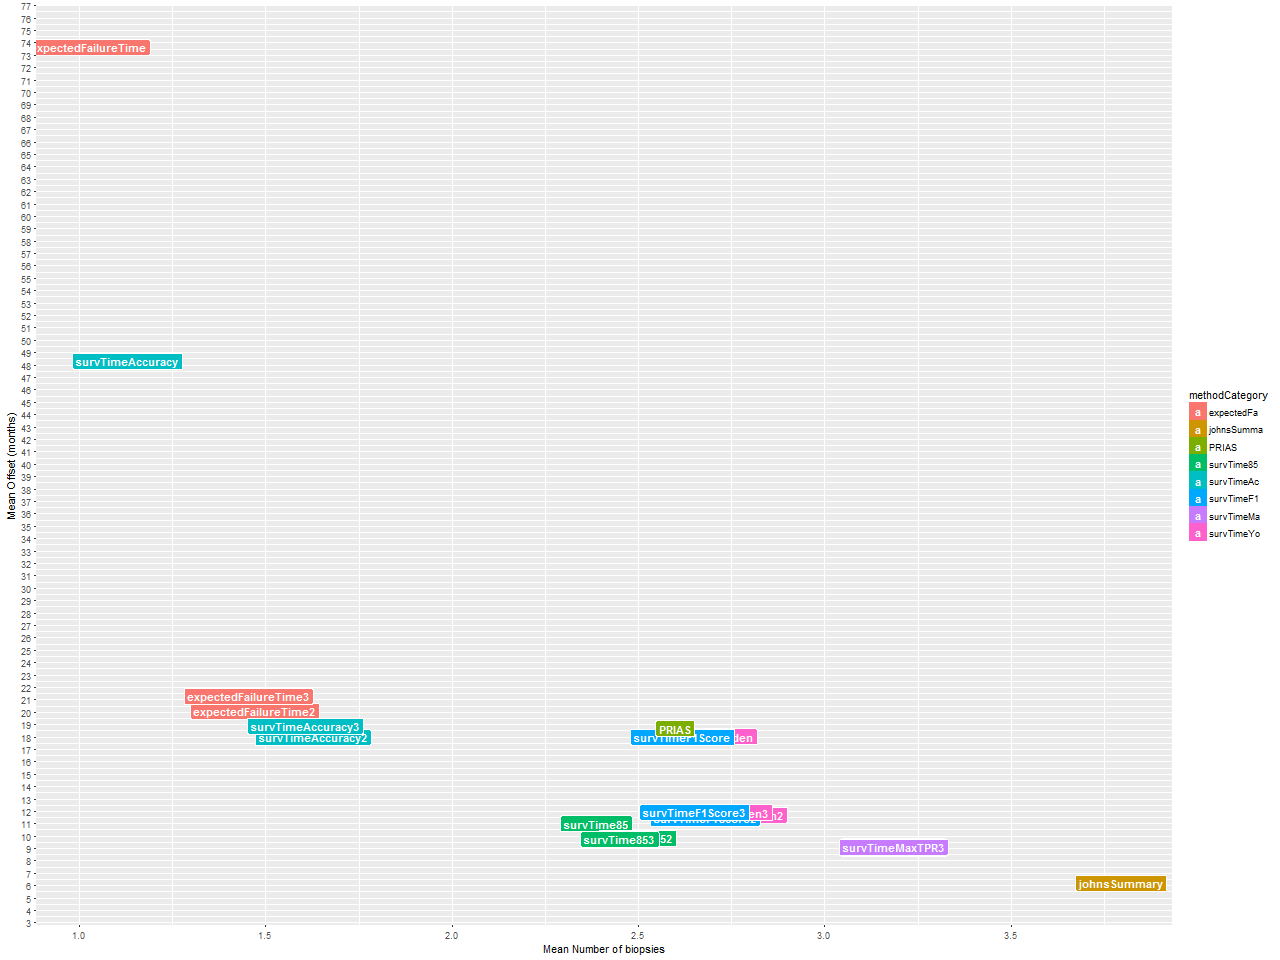 77
76
75
74
73
72
71
70
69
68
67
66
65
64
63
62
61
60
59
58
57
56
55
54
53
52
51
50
49
48
47
46
45
44
43
42
41
40
39
38
37
36
35
34
33
32
31
30
29
28
27
26
25
24
23
22
21
20
19
18
17
16
15
14
13
12
11
10
9
8
7
6
5
4
3
Mean Offset (months)
xpectedFailureTime
survTimeAccuracy
expectedFailureTime3
expectedFailureTime2
survTimeAccuracy3
survTimeAccuracy2
PRIAS
survTimeF1Score den
survTimeF1Score3 en3
n2
survTime85
survTime853 52
survTimeMaxTPR3
johnsSummary
1.0 1.5 2.0 2.5 3.0 3.5
Mean Number of biopsies
methodCategory
a expectedFa
a johnsSumma
a PRIAS
a survTime85
a survTimeAc
a survTimeF1
a survTimeMa
a survTimeYo